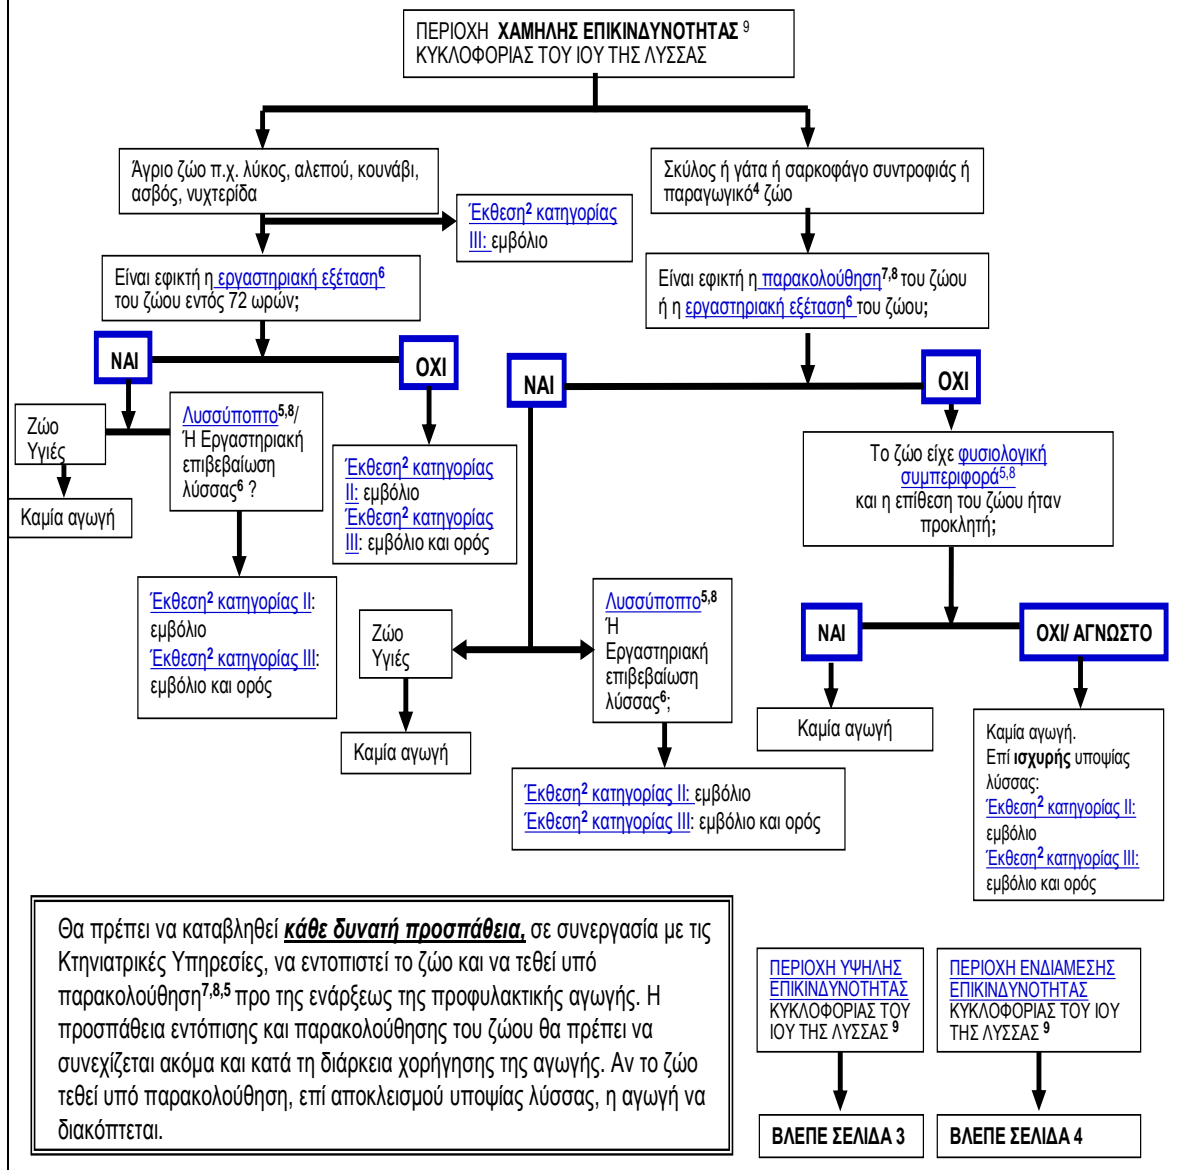 ΠΕΡΙΟΧΗ ΧΑΜΗΛΗΣ ΕΠΙΚΙΝΔΥΝΟΤΗΤΑΣ 9
ΚΥΚΛΟΦΟΡΙΑΣ ΤΟΥ ΙΟΥ ΤΗΣ ΛΥΣΣΑΣ
Άγριο ζώο π.χ. λύκος, αλεπού, κουνάβι,
ασβός, νυχτερίδα
Σκύλος ή γάτα ή σαρκοφάγο συντροφιάς ή
παραγωγικό4 ζώο
Έκθεση2 κατηγορίας
III: εμβόλιο
Είναι εφικτή η εργαστηριακή εξέταση6
του ζώου εντός 72 ωρών;
Είναι εφικτή η παρακολούθηση7,8 του ζώου
ή η εργαστηριακή εξέταση6 του ζώου;
ΝΑΙ
ΟΧΙ
ΝΑΙ
ΟΧΙ
Ζώο
Υγιές
Λυσσύποπτο5,8/
Ή Εργαστηριακή
επιβεβαίωση
λύσσας6 ?
Καμία αγωγή
Έκθεση2 κατηγορίας
II: εμβόλιο
Έκθεση2 κατηγορίας
III: εμβόλιο και ορός
Το ζώο είχε φυσιολογική
συμπεριφορά5,8
και η επίθεση του ζώου ήταν
προκλητή;
Έκθεση2 κατηγορίας II:
εμβόλιο
Έκθεση2 κατηγορίας III:
εμβόλιο και ορός
Ζώο
Υγιές
Λυσσύποπτο5,8
Ή
Εργαστηριακή
επιβεβαίωση
λύσσας6;
ΝΑΙ
ΟΧΙ/ ΑΓΝΩΣΤΟ
Καμία αγωγή
Καμία αγωγή
Καμία αγωγή.
Επί ισχυρής υποψίας
λύσσας:
Έκθεση2 κατηγορίας II:
εμβόλιο
Έκθεση2 κατηγορίας III:
εμβόλιο και ορός
Έκθεση2 κατηγορίας II: εμβόλιο
Έκθεση2 κατηγορίας III: εμβόλιο και ορός
Θα πρέπει να καταβληθεί κάθε δυνατή προσπάθεια, σε συνεργασία με τις
Κτηνιατρικές Υπηρεσίες, να εντοπιστεί το ζώο και να τεθεί υπό
παρακολούθηση7,8,5 προ της ενάρξεως της προφυλακτικής αγωγής. Η
προσπάθεια εντόπισης και παρακολούθησης του ζώου θα πρέπει να
συνεχίζεται ακόμα και κατά τη διάρκεια χορήγησης της αγωγής. Αν το ζώο
τεθεί υπό παρακολούθηση, επί αποκλεισμού υποψίας λύσσας, η αγωγή να
διακόπτεται.
ΠΕΡΙΟΧΗ ΥΨΗΛΗΣ
ΕΠΙΚΙΝΔΥΝΟΤΗΤΑΣ
ΚΥΚΛΟΦΟΡΙΑΣ ΤΟΥ
ΙΟΥ ΤΗΣ ΛΥΣΣΑΣ 9
ΠΕΡΙΟΧΗ ΕΝΔΙΑΜΕΣΗΣ
ΕΠΙΚΙΝΔΥΝΟΤΗΤΑΣ
ΚΥΚΛΟΦΟΡΙΑΣ ΤΟΥ ΙΟΥ
ΤΗΣ ΛΥΣΣΑΣ 9
ΒΛΕΠΕ ΣΕΛΙΔΑ 3
ΒΛΕΠΕ ΣΕΛΙΔΑ 4